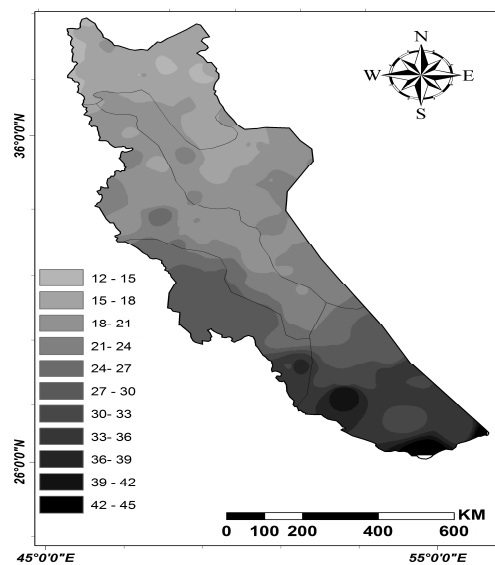 N
W E
S
36°0'0"N
12 - 15
15 - 18
18- 21
21 - 24
24 - 27
27 - 30
30- 33
33 - 36
36 - 39
39 - 42
42 - 45
26°0'0"N
KM
0 100 200 400 600
45°0'0"E 55°0'0"E